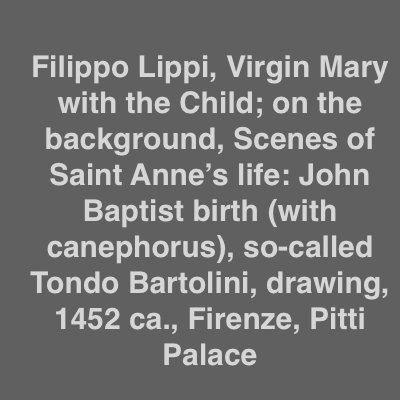 Filippo Lippi, Virgin Mary
with the Child; on the
background, Scenes of
Saint Anne’s life: John
Baptist birth (with
canephorus), so-called
Tondo Bartolini, drawing,
1452 ca., Firenze, Pitti
Palace